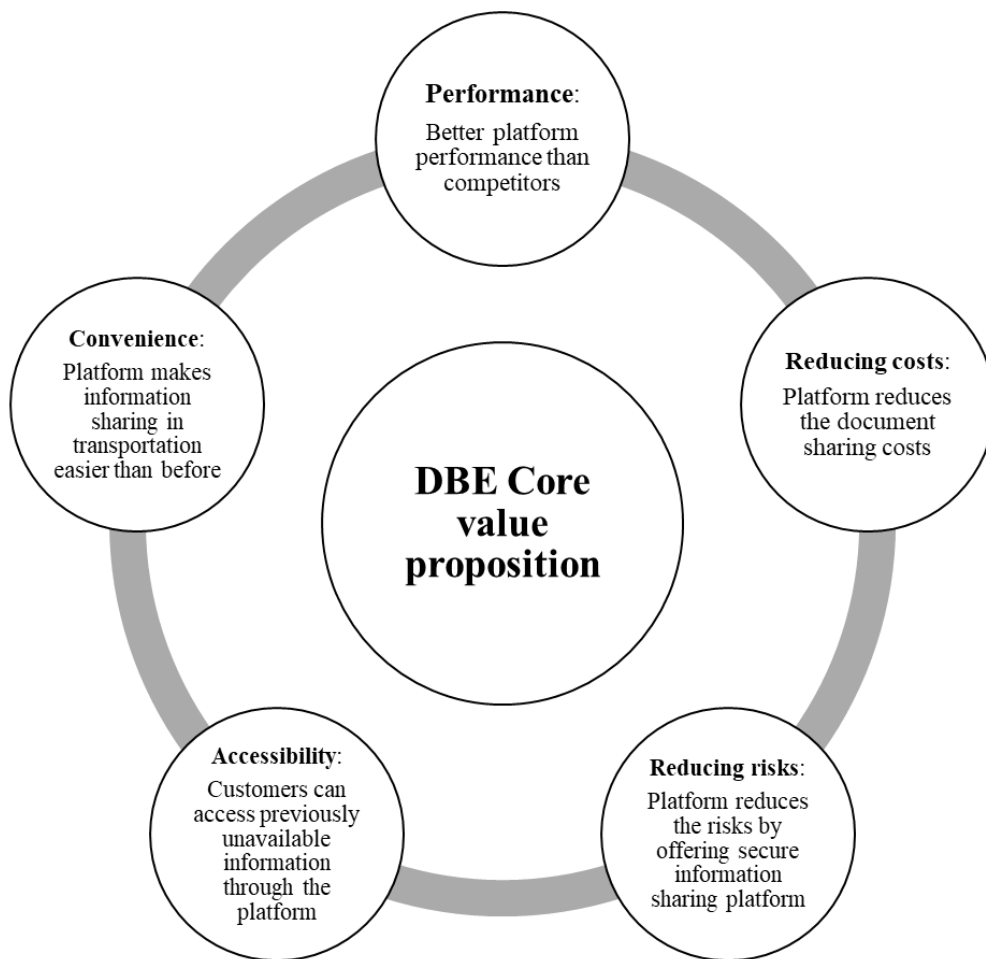 Performance:
Better platform
performance than
competitors
Convenience:
Platform makes
information
sharing in
transportation
easier than before
Reducing costs:
Platform reduces
the document
sharing costs
DBE Core
value
proposition
Accessibility:
Customers can
access previously
unavailable
information
through the
platform
Reducing risks:
Platform reduces
the risks by
offering secure
information
sharing platform